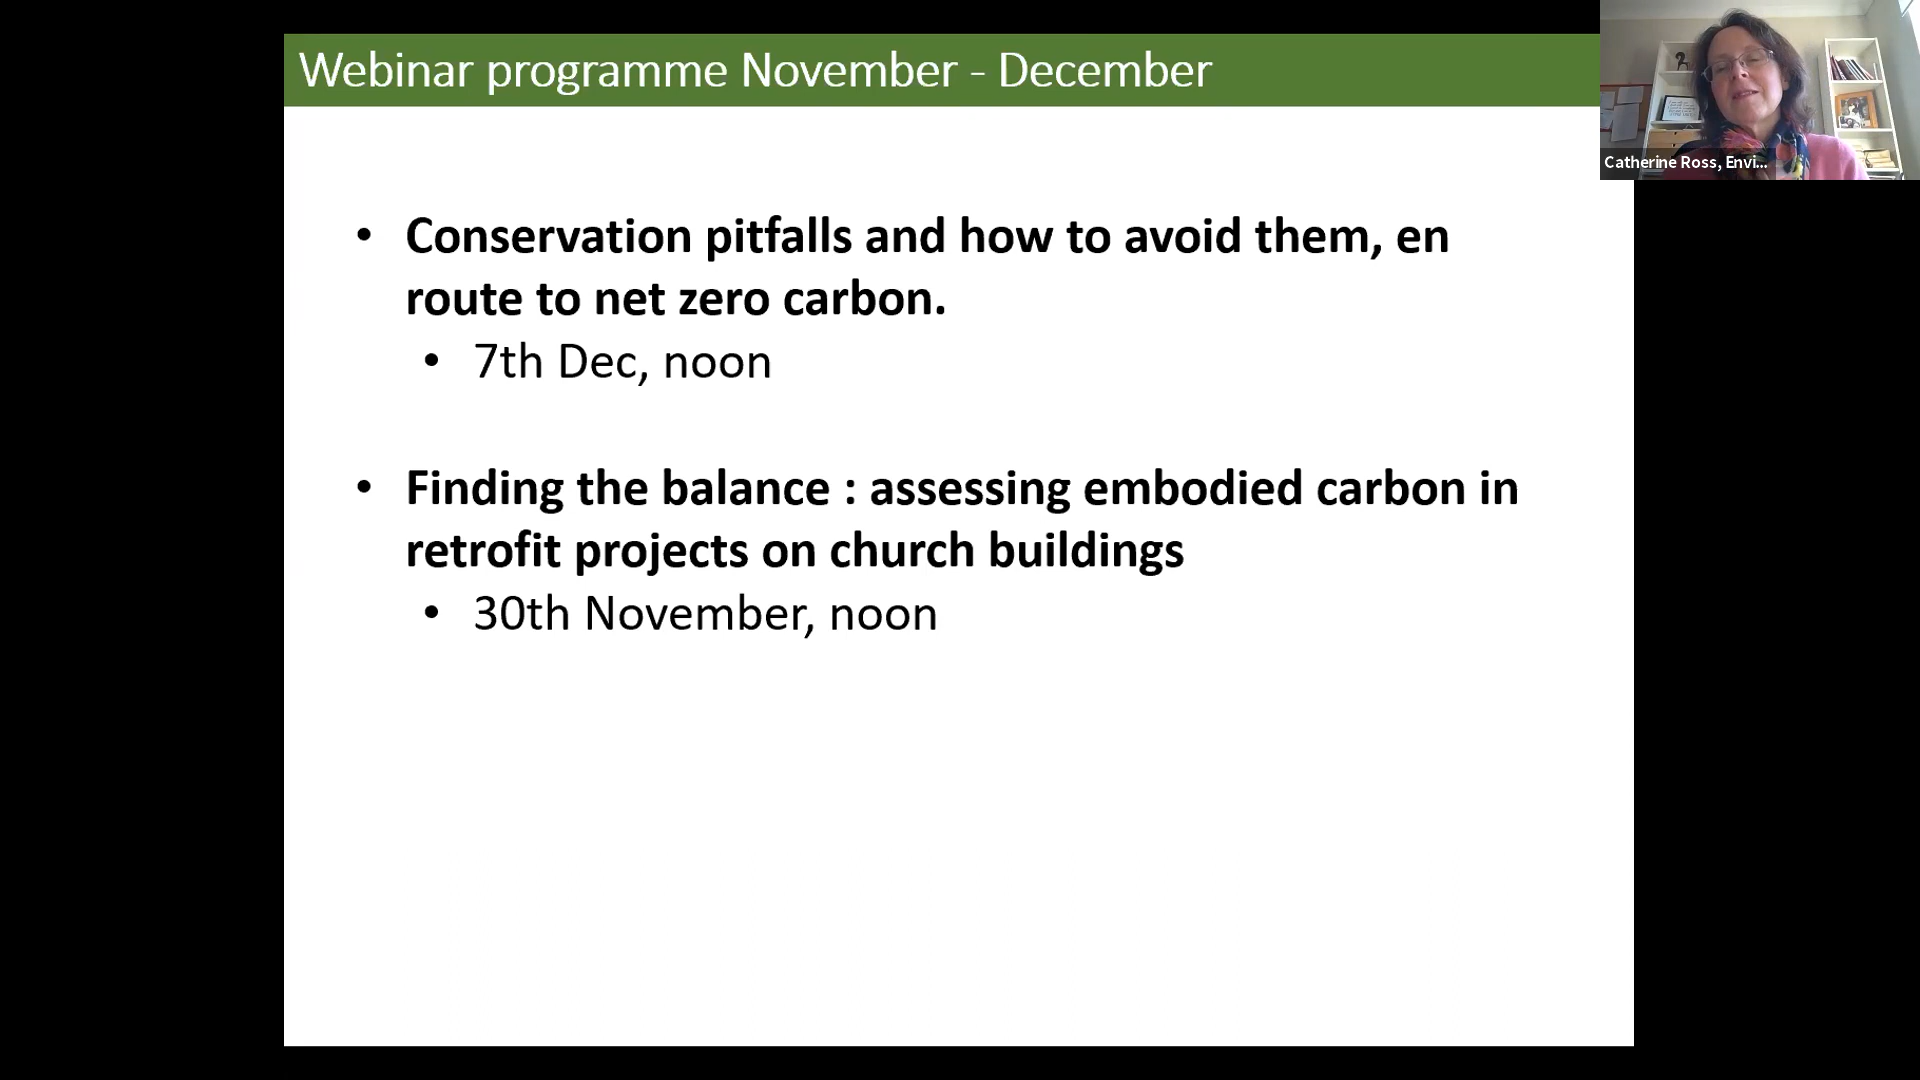 Webinar programme November - December
Catherine Ross, Envi...
• Conservation pitfalls and how to avoid them, en
route to net zero carbon.
• 7th Dec, noon
• Finding the balance : assessing embodied carbon in
retrofit projects on church buildings
• 30th November, noon